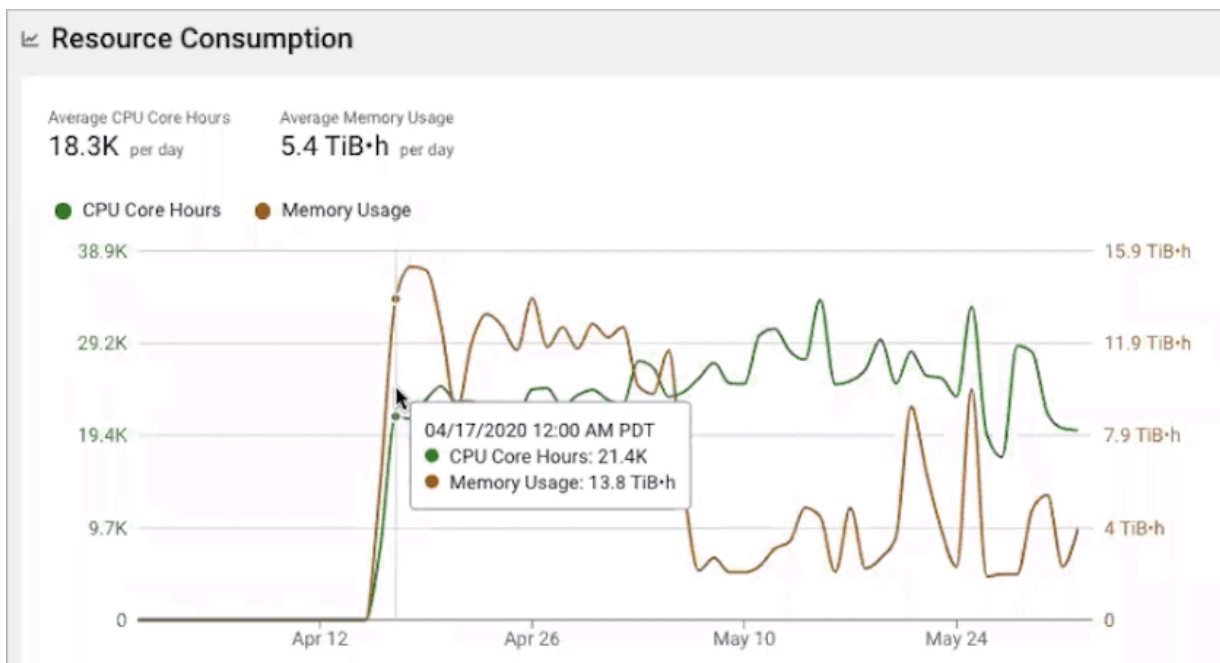 Resource Consumption
Average CPU Core Hours
Average Memory Usage
18.3K per day
5.4 TiB•h per day
CPU Core Hours
Memory Usage
38.9K
15.9 TiB•h
29.2K
11.9 TiB•h
04/17/2020 12:00 AM PDT
CPU Core Hours: 21.4K
Memory Usage: 13.8 TiB•h
19.4K
7.9 TiB•h
9.7K
4 TiB•h
0
0
Apr 12
Apr 26
May 10
May 24